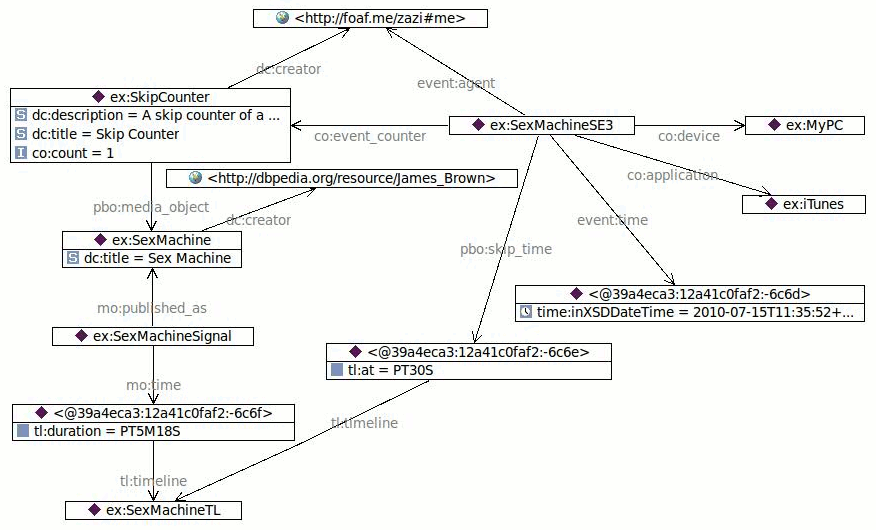 <http://foaf.me/zazi#me>
dc:creator
event:agent
ex:SkipCounter
dc:description = A skip counter of a ...
dc:title = Skip Counter
co:count = 1
co:event_counter
ex:SexMachineSE3
co:device
ex:MyPC
<http://dbpedia.org/resource/James_Brown>
co:application
ex:iTunes
pbo:media_object
dc:creator
event:time
ex:SexMachine
dc:title = Sex Machine
pbo:skip_time
<@39a4eca3:12a41c0faf2:-6c6d>
time:inXSDDateTime = 2010-07-15T11:35:52+...
mo:published_as
ex:SexMachineSignal
<@39a4eca3:12a41c0faf2:-6c6e>
tl:at = PT30S
mo:time
<@39a4eca3:12a41c0faf2:-6c6f>
tl:duration = PT5M18S
tl:timeline
tl:timeline
ex:SexMachineTL